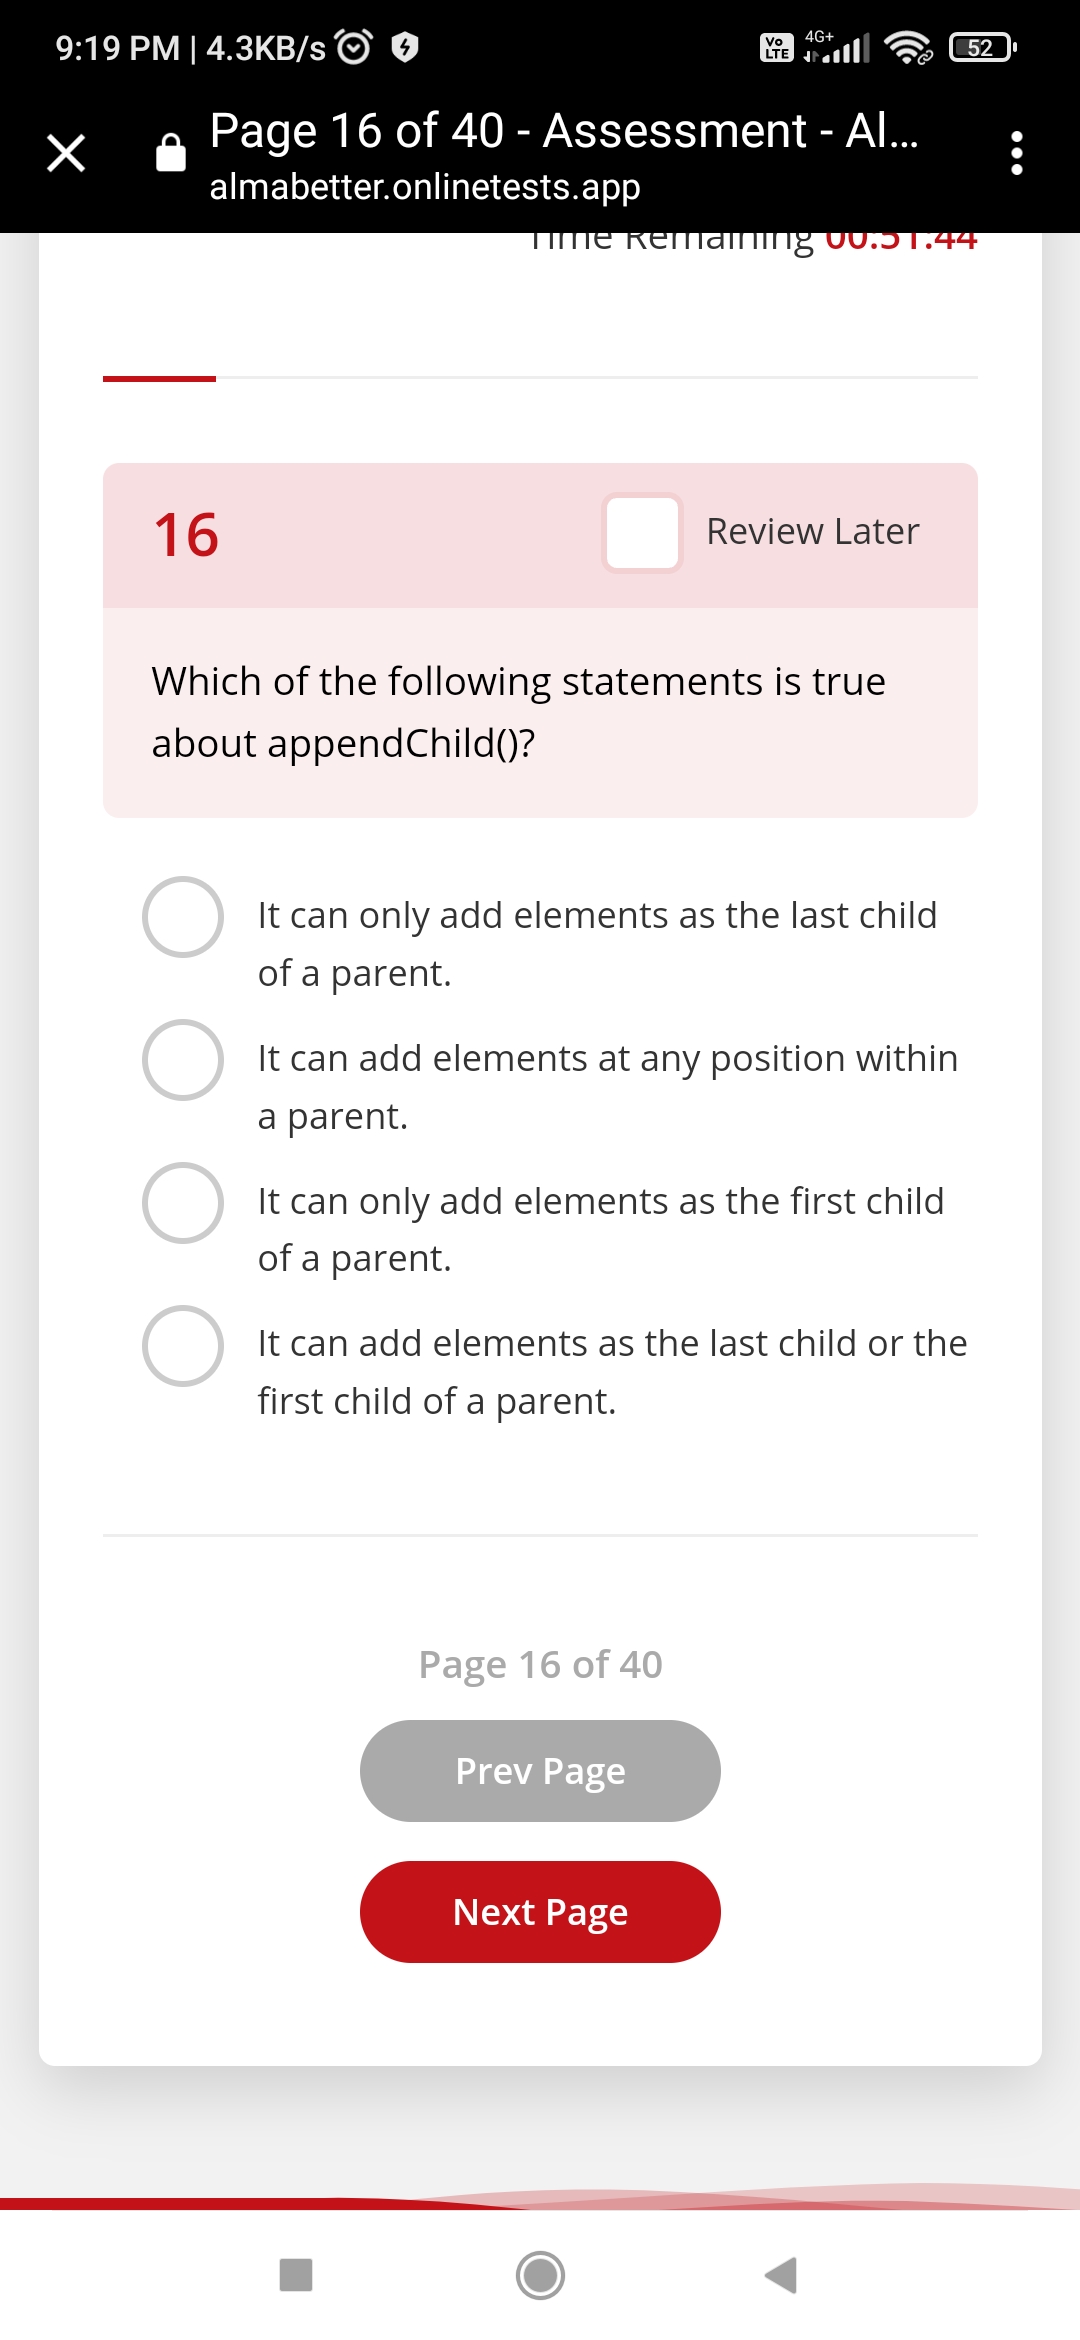 9:19 PM | 4.3KB/s
Vo LTE 4G+ 52
Page 16 of 40 - Assessment - Al...
almabetter.onlinetests.app
Time Remaining 00:51:44
16
Review Later
Which of the following statements is true
about appendChild()?
It can only add elements as the last child
of a parent.
It can add elements at any position within
a parent.
It can only add elements as the first child
of a parent.
It can add elements as the last child or the
first child of a parent.
Page 16 of 40
Prev Page
Next Page